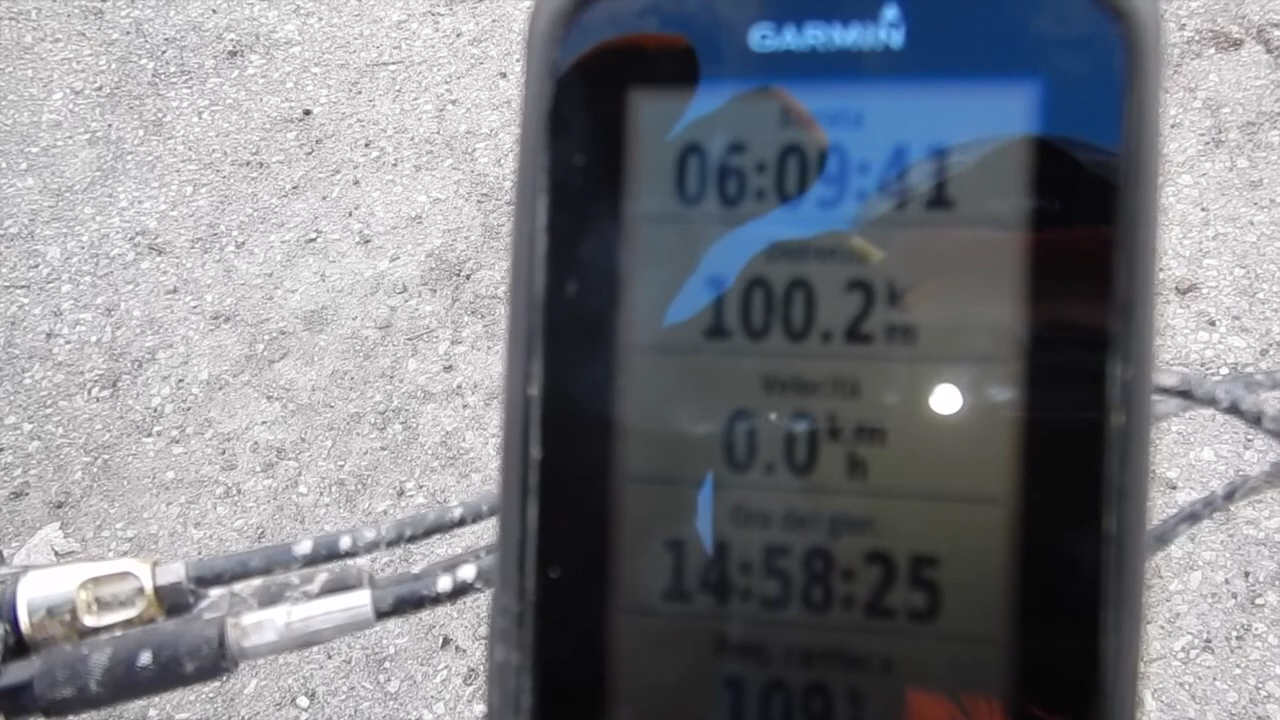 GARMIN
06:09:41
100.2 km
Velocità
0.0 km h
Ora del gior.
14:58:25